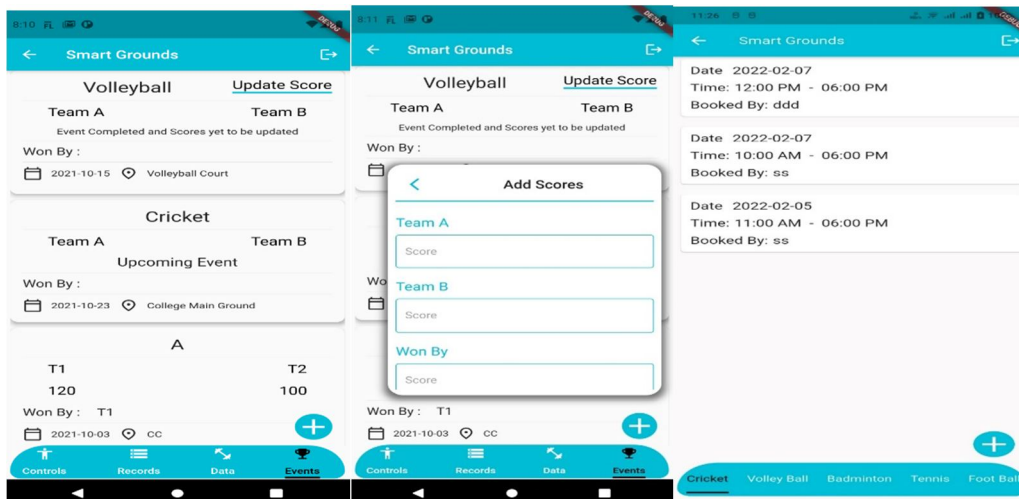 8:10
DEBUG
Smart Grounds
Volleyball Update Score
Team A Team B
Event Completed and Scores yet to be updated
Won By :
2021-10-15 Volleyball Court
Cricket
Team A Team B
Upcoming Event
Won By :
2021-10-23 College Main Ground
A
T1 T2
120 100
Won By : T1
2021-10-03 CC
Controls Records Data Events
8:11
Smart Grounds
Volleyball Update Score
Team A Team B
Event Completed and Scores yet to be updated
Won By :
Add Scores
Team A
Score
Wo
Team B
Score
Won By
Score
Won By : T1
2021-10-03 CC
Controls Records Data Events
11:26
Smart Grounds
Date 2022-02-07
Time: 12:00 PM - 06:00 PM
Booked By: ddd
Date 2022-02-07
Time: 10:00 AM - 06:00 PM
Booked By: ss
Date 2022-02-05
Time: 11:00 AM - 06:00 PM
Booked By: ss
Cricket Volley Ball Badminton Tennis Foot Ball